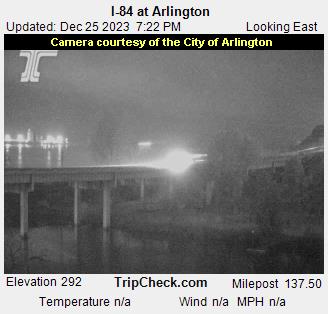 I-84 at Arlington
Updated: Dec 25 2023 7:22 PM Looking East
Camera courtesy of the City of Arlington
Elevation 292 TripCheck.com Milepost 137.50
Temperature n/a Wind n/a MPH n/a